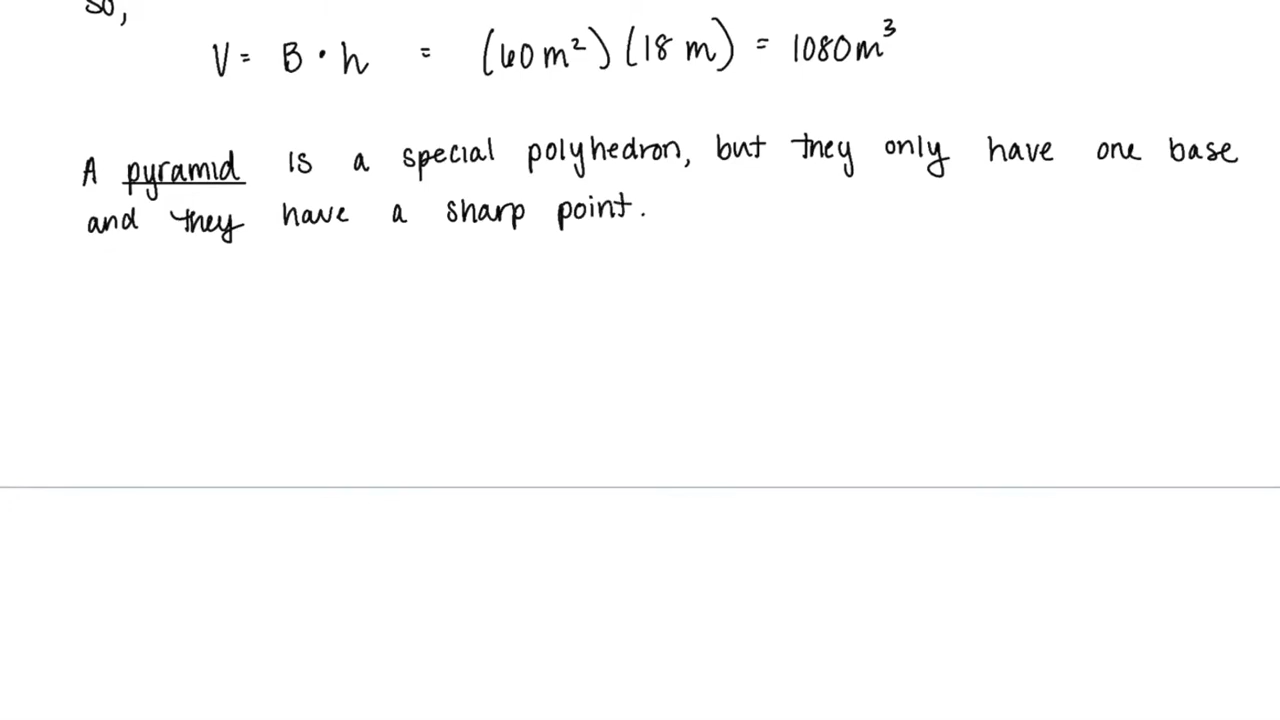 so,
V = B • h = (60 m²) (18 m) = 1080 m³
A pyramid is a special polyhedron, but they only have one base
and they have a sharp point.